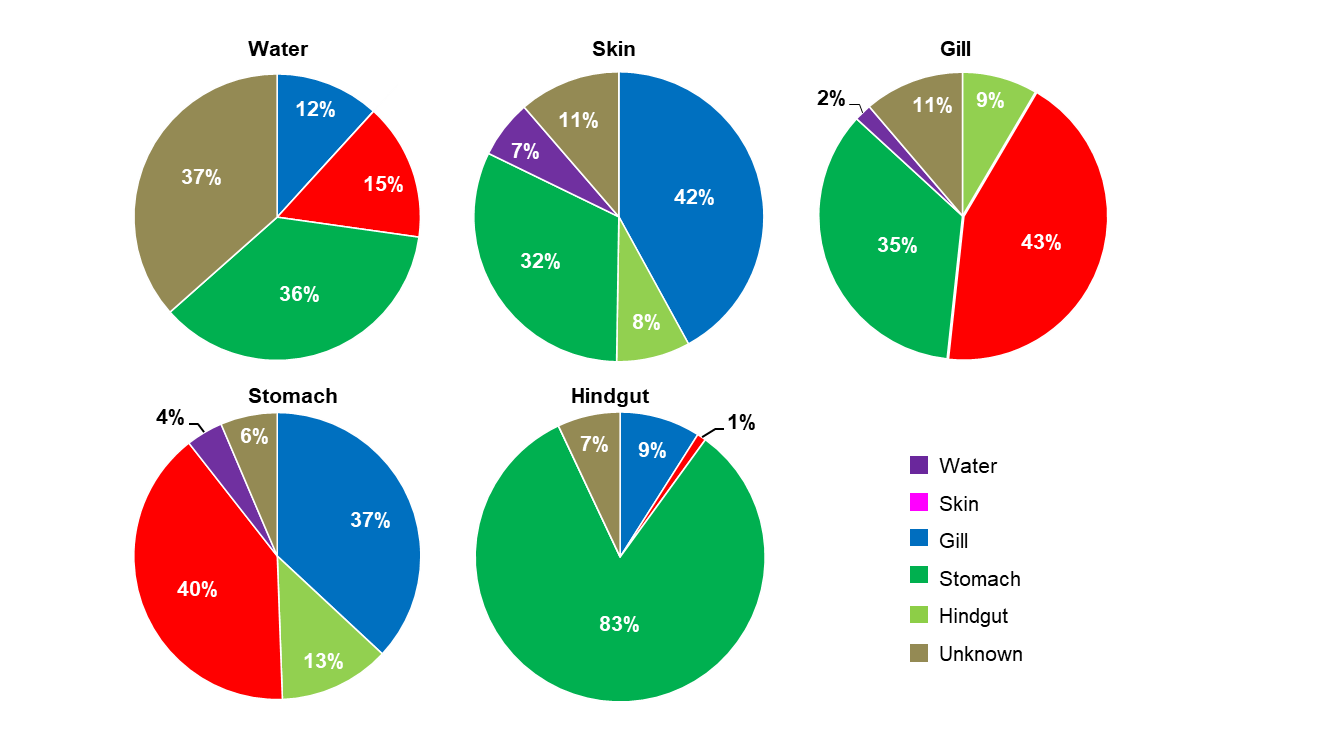 Water
12%
15%
36%
37%
Skin
42%
8%
32%
7%
11%
Gill
9%
43%
35%
2%
11%
Stomach
37%
13%
40%
4%
6%
Hindgut
9%
1%
83%
7%
Water
Skin
Gill
Stomach
Hindgut
Unknown